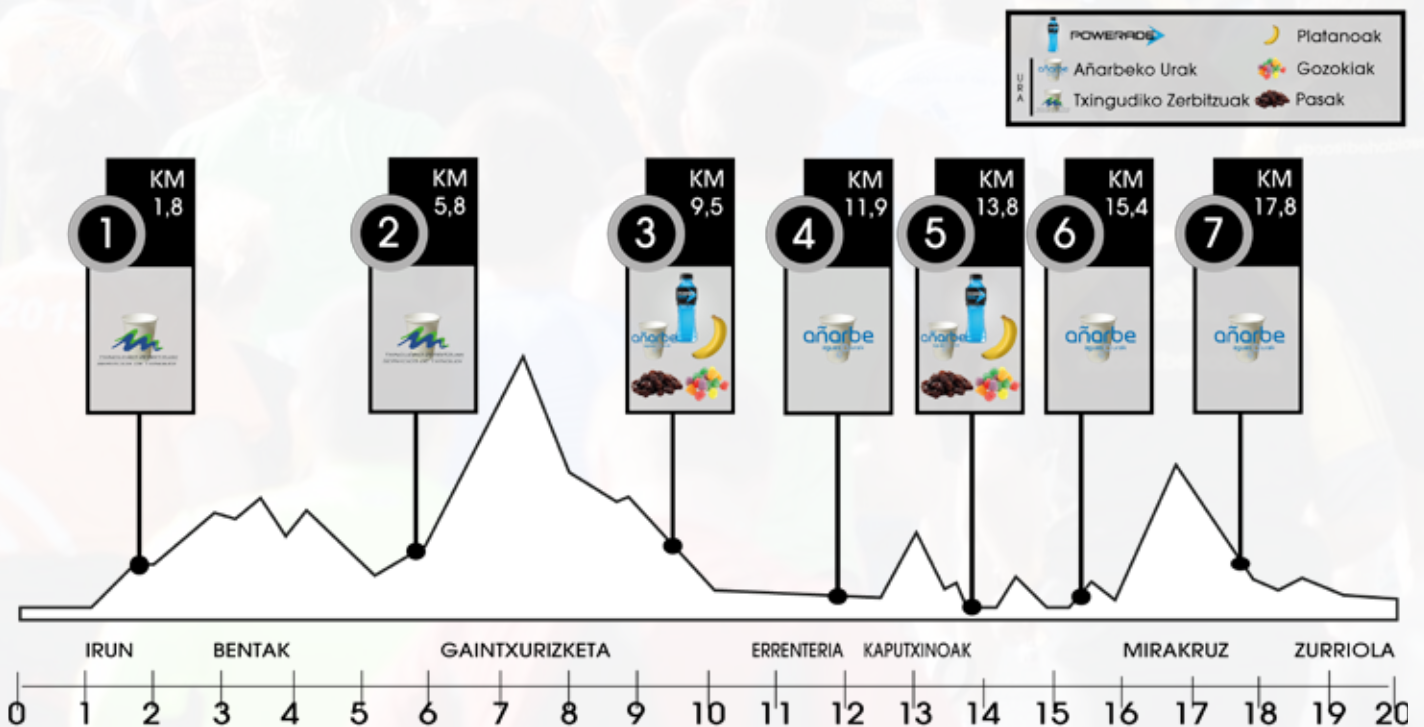 POWERADE
Platanoak
URA
Añarbeko Urak
Gozokiak
Txingudiko Zerbitzuak
Pasak
KM
1,8
1
KM
5,8
2
KM
9,5
3
KM
11,9
4
KM
13,8
5
KM
15,4
6
KM
17,8
7
añarbe
añarbe
añarbe
añarbe
añarbe
IRUN
BENTAK
GAINTXURIZKETA
ERRENTERIA
KAPUTXINOAK
MIRAKRUZ
ZURRIOLA
0 1 2 3 4 5 6 7 8 9 10 11 12 13 14 15 16 17 18 19 20